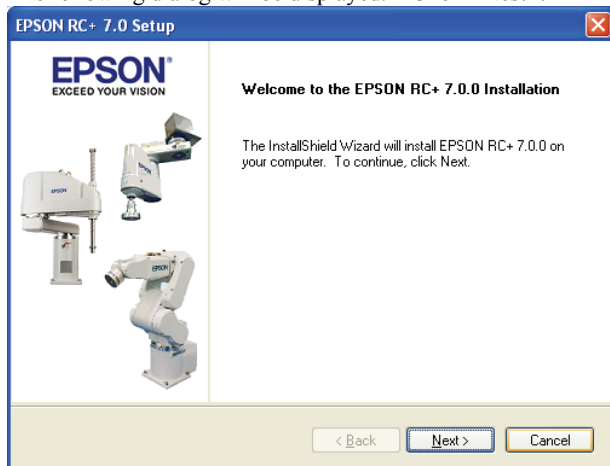 EPSON RC+ 7.0 Setup
EPSON®
EXCEED YOUR VISION
Welcome to the EPSON RC+ 7.0.0 Installation
The InstallShield Wizard will install EPSON RC+ 7.0.0 on
your computer. To continue, click Next.
EPSON
EPSON
< Back
Next >
Cancel